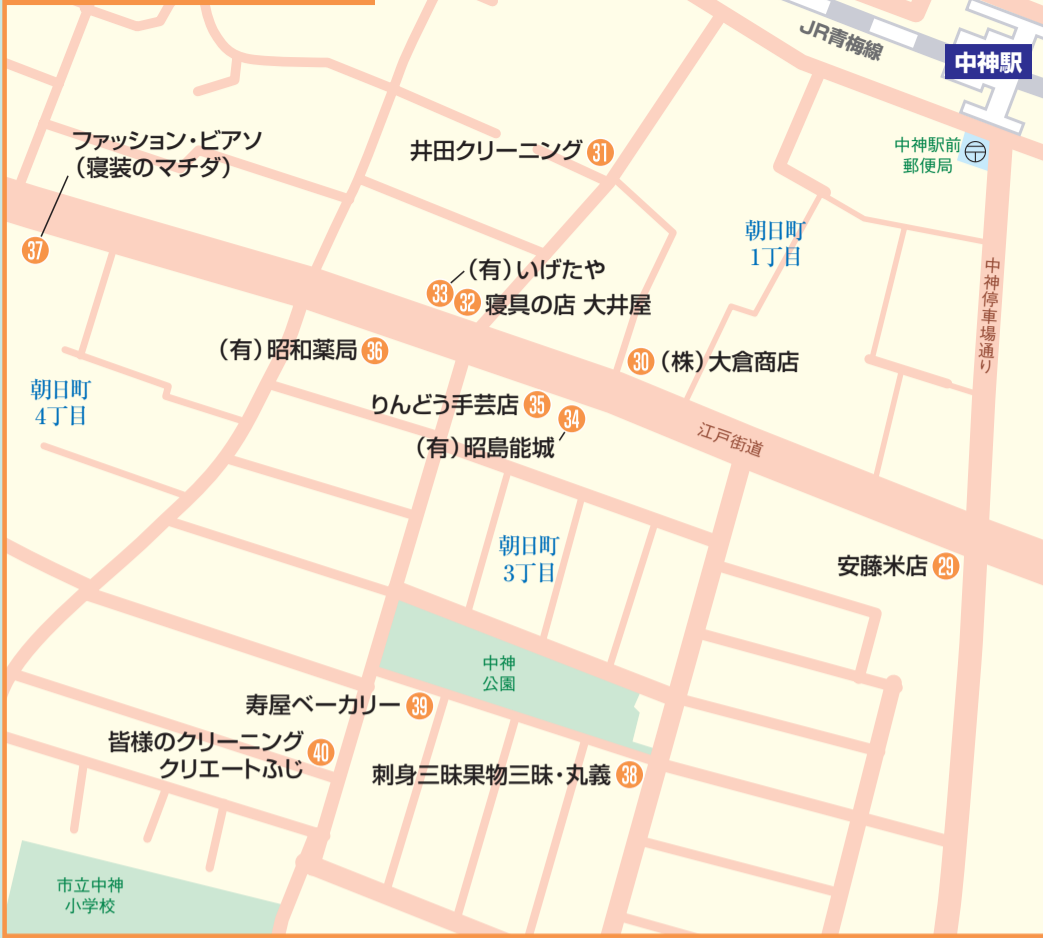 JR青梅線
中神駅
ファッション・ビアソ
（寝装のマチダ）
37
井田クリーニング 31
中神駅前
郵便局
朝日町
1丁目
中神停車場通り
33 （有）いげたや
32 寝具の店 大井屋
（有）昭和薬局 36
30 （株）大倉商店
朝日町
4丁目
りんどう手芸店 35
34
（有）昭島能城
江戸街道
朝日町
3丁目
安藤米店 29
中神
公園
寿屋ベーカリー 39
皆様のクリーニング
クリエートふじ
40
刺身三昧果物三昧・丸義 38
市立中神
小学校